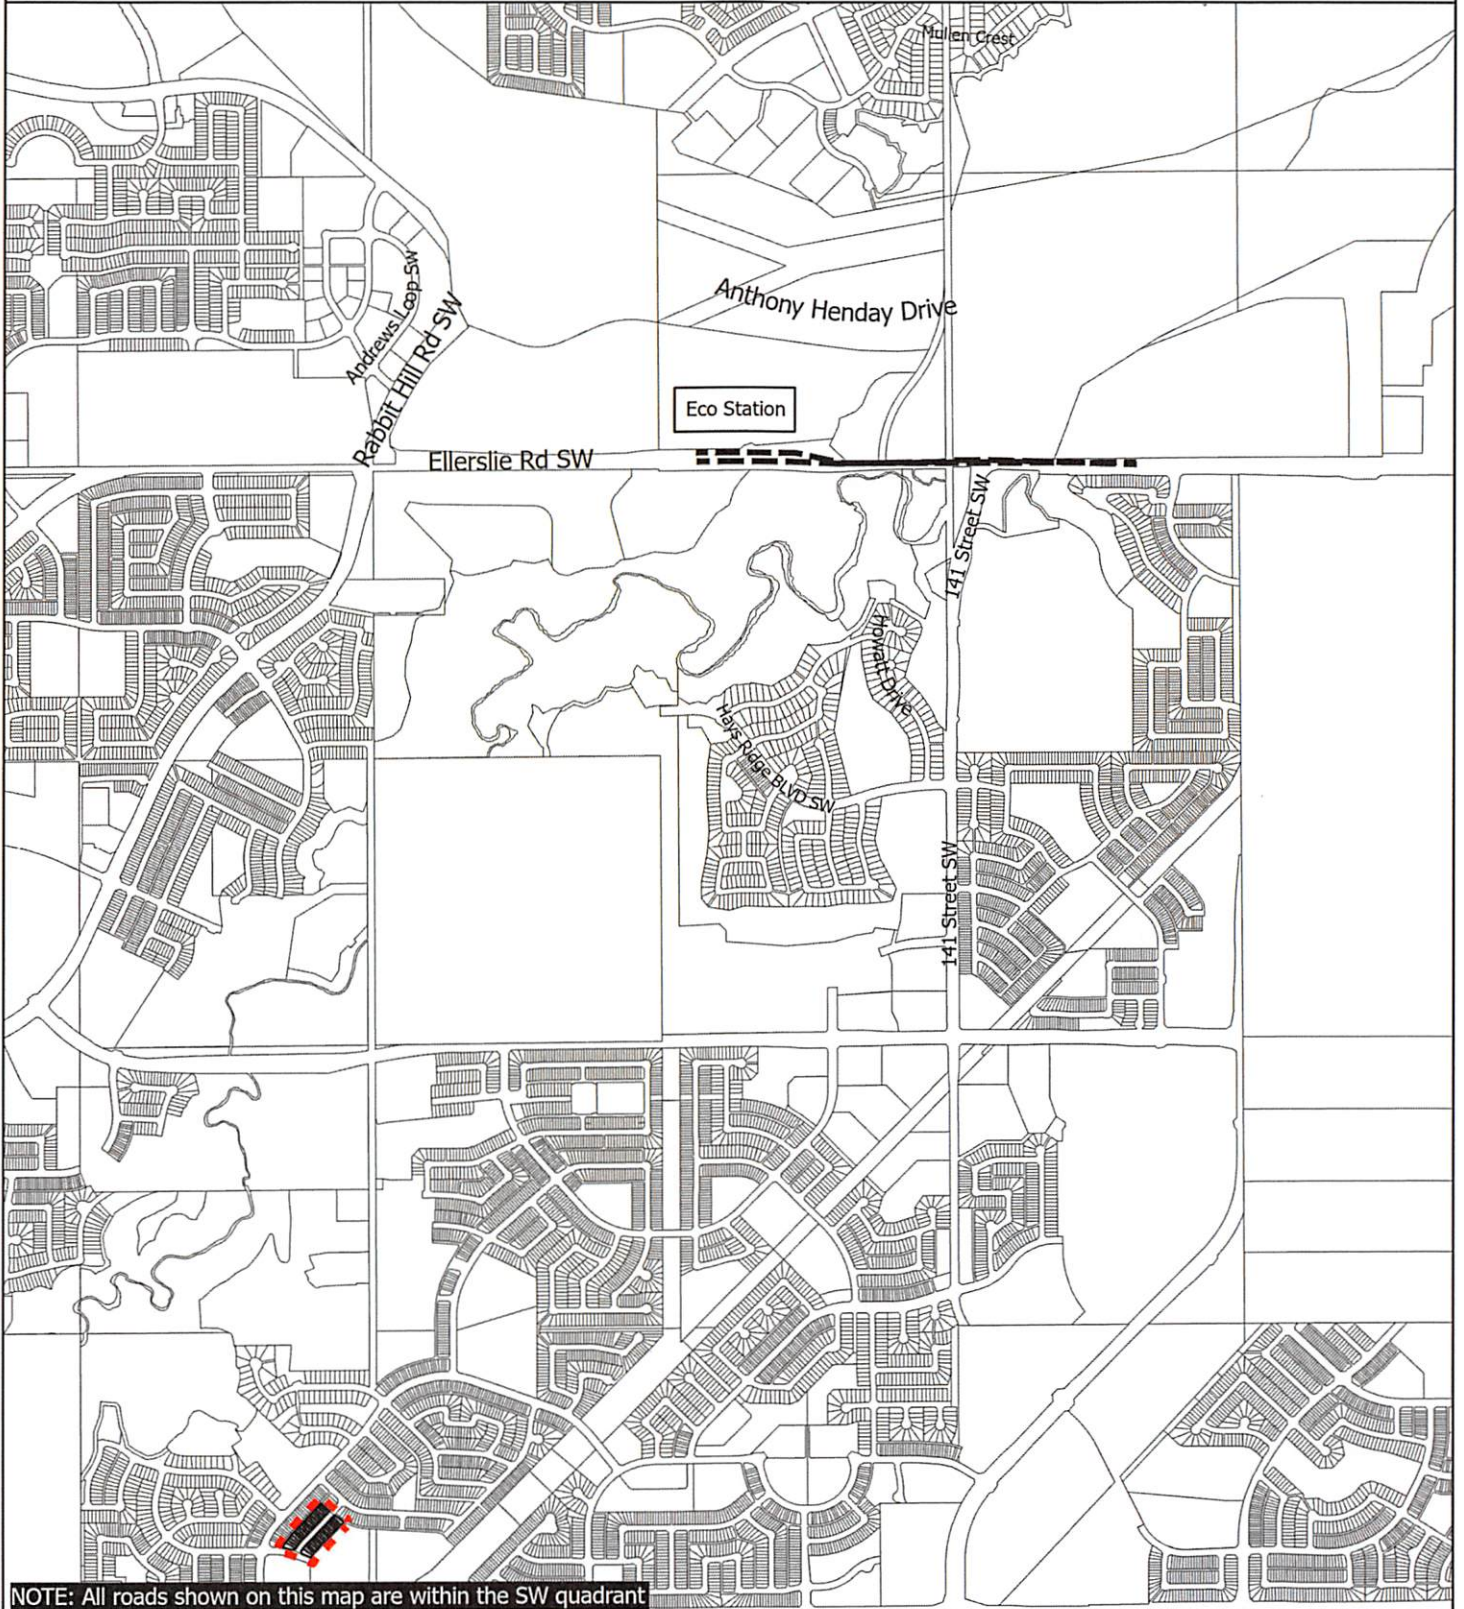 Mullen Crest
Andrews Loop SW
Rabbit Hill Rd SW
Anthony Henday Drive
Eco Station
Ellerslie Rd SW
141 Street SW
Howatt Drive
Hays Ridge BLVD SW
141 Street SW
NOTE: All roads shown on this map are within the SW quadrant